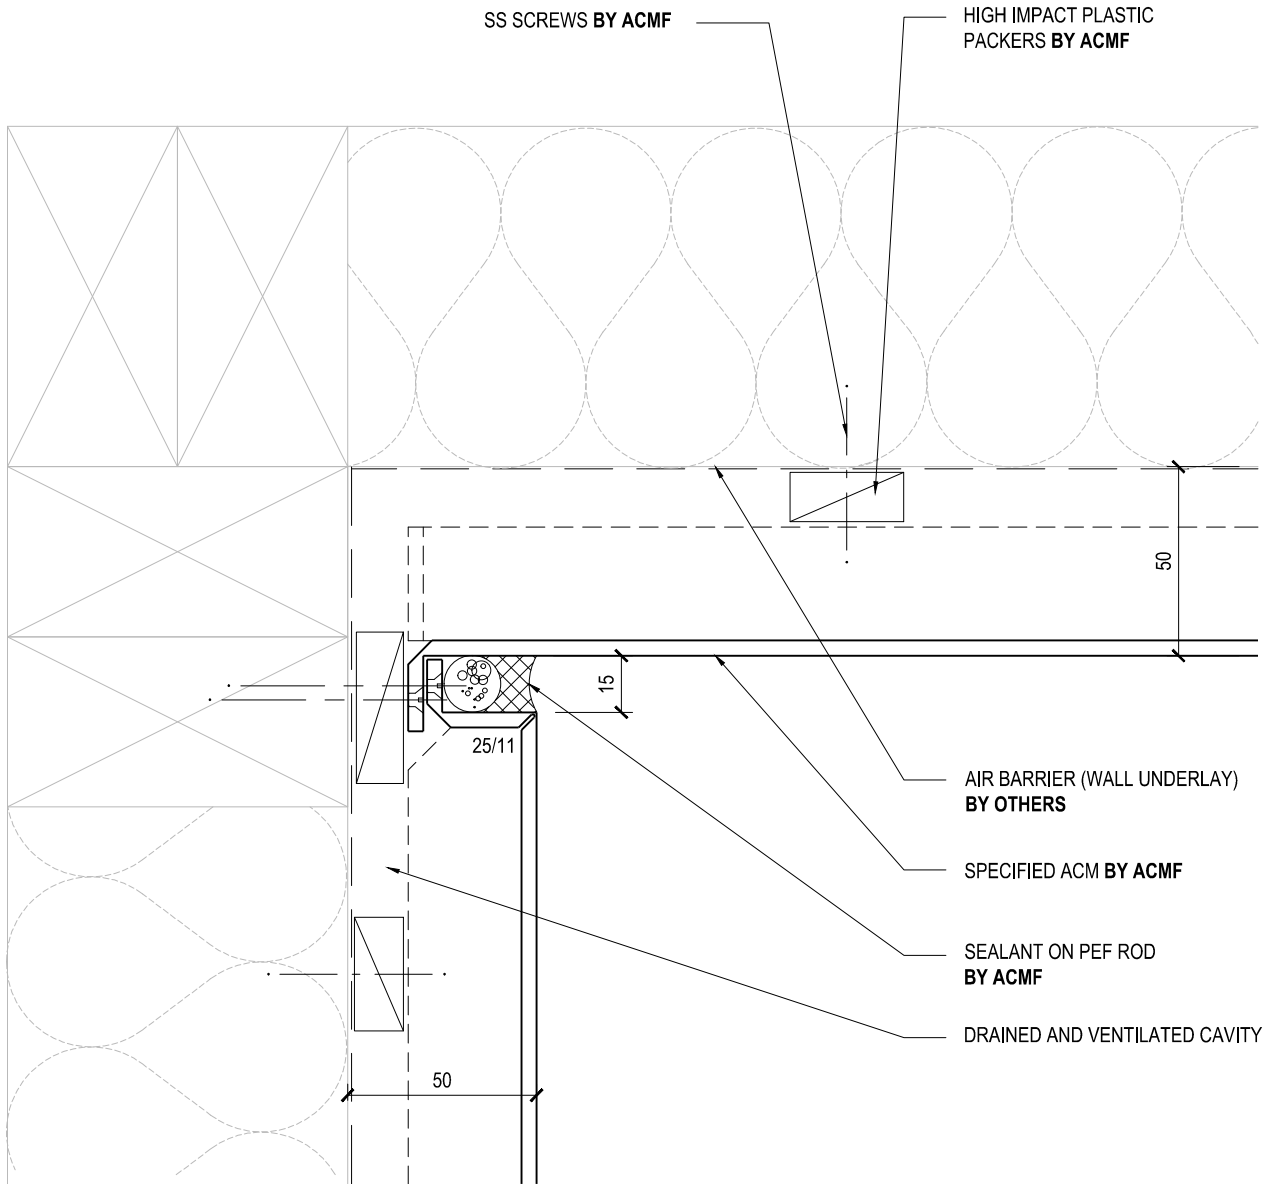 SS SCREWS BY ACMF
HIGH IMPACT PLASTIC
PACKERS BY ACMF
50
15
25/11
AIR BARRIER (WALL UNDERLAY)
BY OTHERS
SPECIFIED ACM BY ACMF
SEALANT ON PEF ROD
BY ACMF
DRAINED AND VENTILATED CAVITY
50